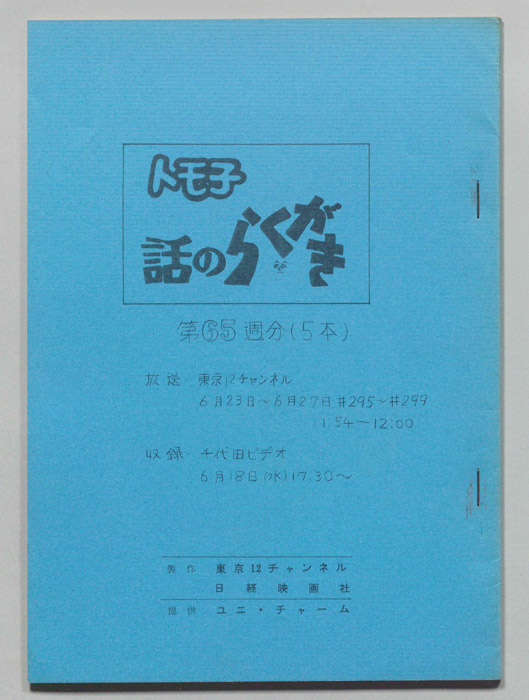 トモ子
話のらくがき
第65週分(5本)
放送 東京12チャンネル
6月23日～6月27日 #295～#299
11:54～12:00
収録 千代田ビデオ
6月18日(水)17.30～
製作 東京12チャンネル
日経映画社
提供 ユニ・チャーム